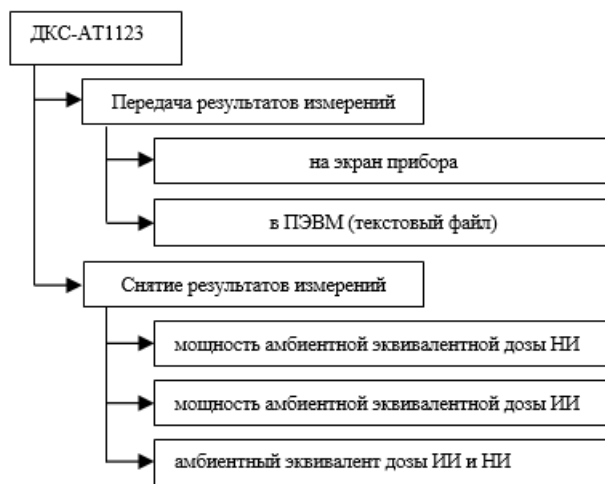 ДКС-АТ1123
Передача результатов измерений
на экран прибора
в ПЭВМ (текстовый файл)
Снятие результатов измерений
мощность амбиентной эквивалентной дозы НИ
мощность амбиентной эквивалентной дозы ИИ
амбиентный эквивалент дозы ИИ и НИ